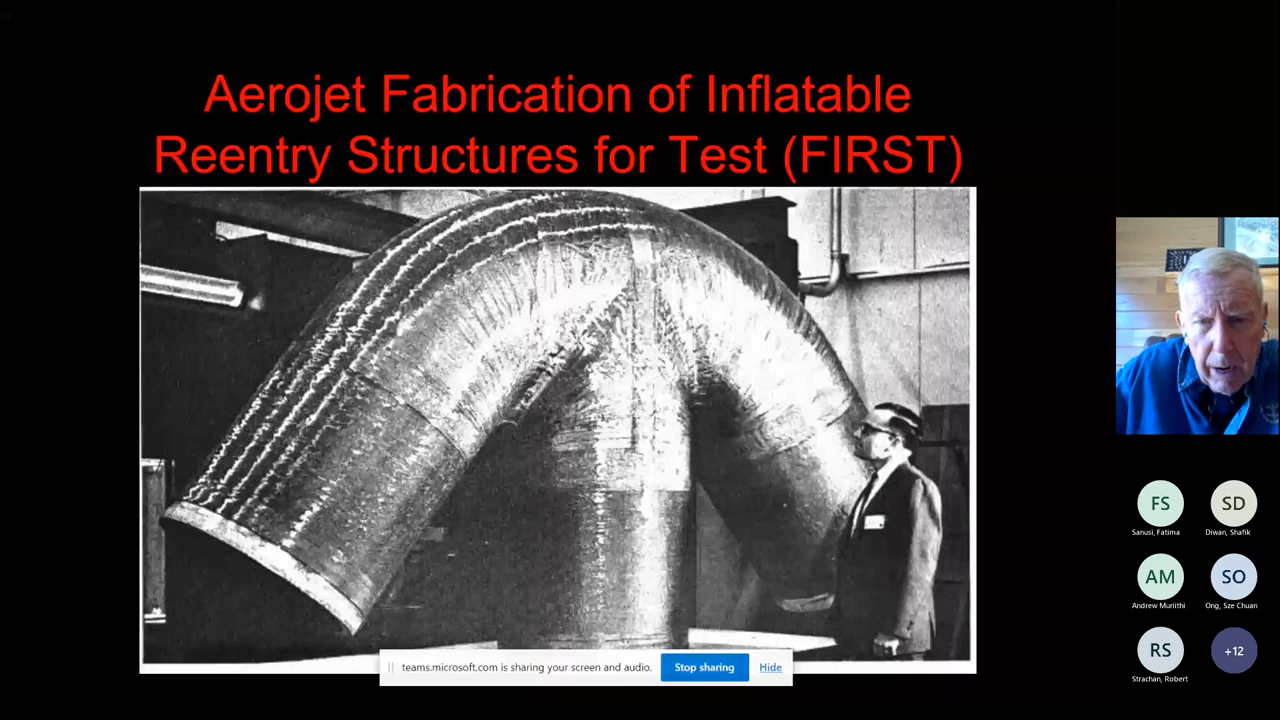 Aerojet Fabrication of Inflatable
Reentry Structures for Test (FIRST)
teams.microsoft.com is sharing your screen and audio.
Stop sharing
Hide
FS
SD
Sanusi, Fatima
Diwan, Shafik
AM
SO
Andrew Muriithi
Ong, Sze Chuan
RS
+12
Strachan, Robert